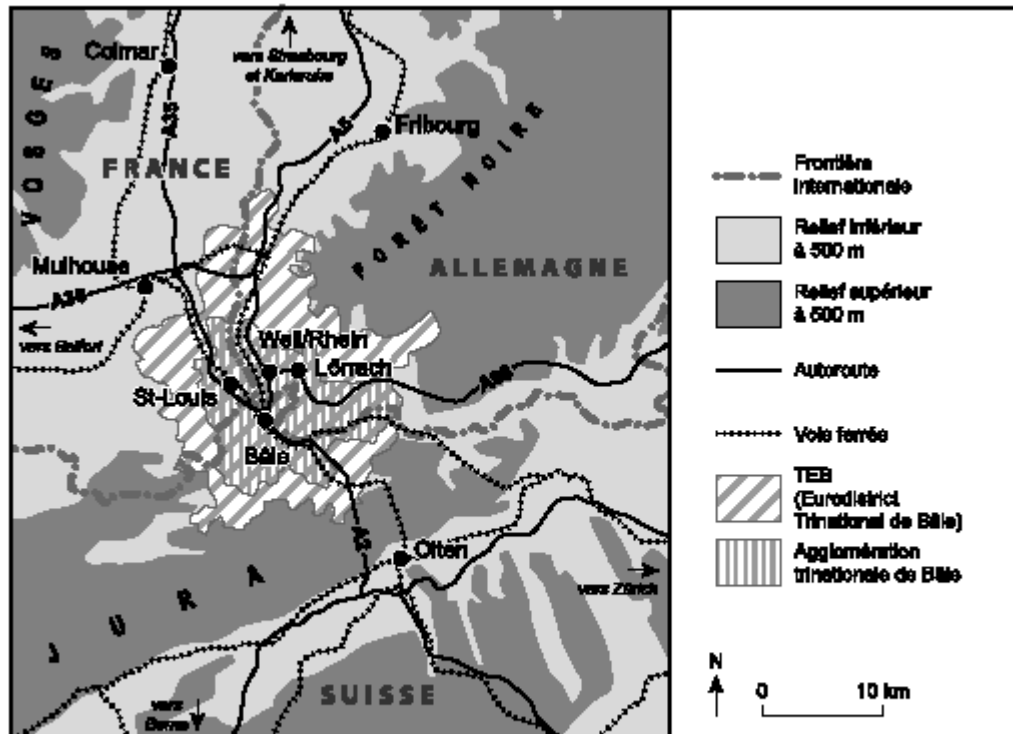 VOSGES
Colmar
vers Strasbourg
et Karlsruhe
A35
A5
Fribourg
FRANCE
FORÊT NOIRE
ALLEMAGNE
Mulhouse
A36
vers Belfort
Weil/Rhein
Lörrach
A98
St-Louis
Bâle
A2
Olten
vers Zürich
JURA
SUISSE
vers
Berne
Frontière
internationale
Relief inférieur
à 500 m
Relief supérieur
à 500 m
Autoroute
Voie ferrée
TEB
(Eurodistrict
Trinational de Bâle)
Agglomération
trinationale de Bâle
N
0 10 km